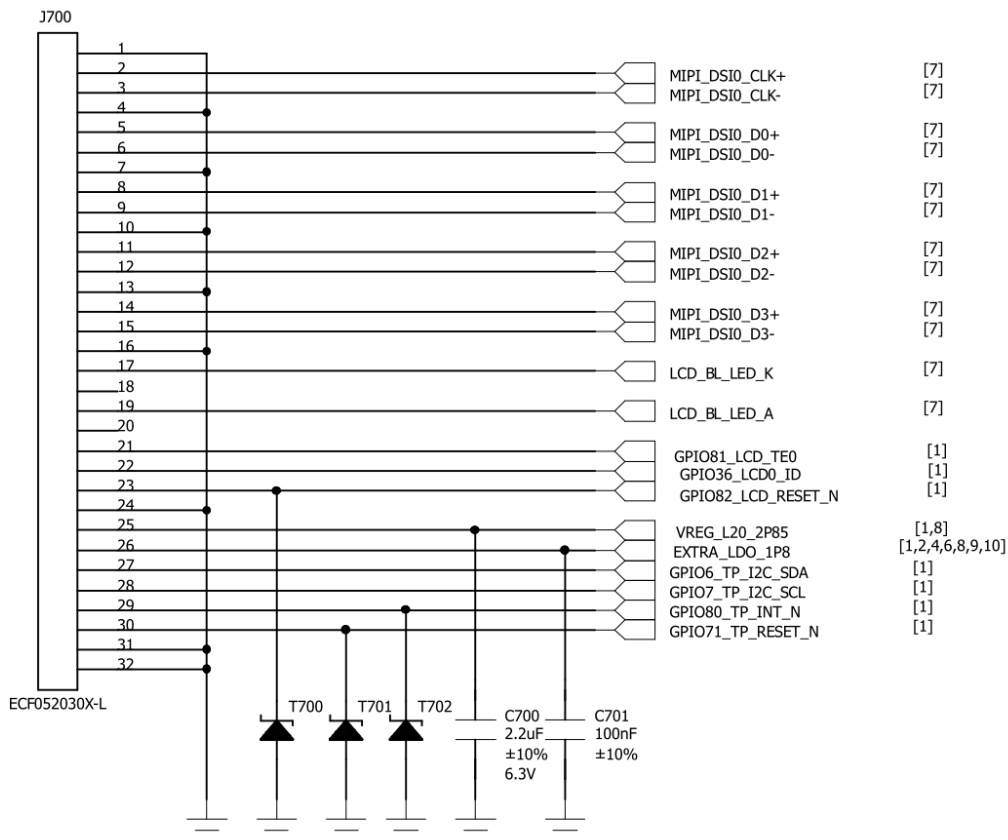 J700
1
2 MIPI_DSI0_CLK+ [7]
3 MIPI_DSI0_CLK- [7]
4
5 MIPI_DSI0_D0+ [7]
6 MIPI_DSI0_D0- [7]
7
8 MIPI_DSI0_D1+ [7]
9 MIPI_DSI0_D1- [7]
10
11 MIPI_DSI0_D2+ [7]
12 MIPI_DSI0_D2- [7]
13
14 MIPI_DSI0_D3+ [7]
15 MIPI_DSI0_D3- [7]
16
17 LCD_BL_LED_K [7]
18
19 LCD_BL_LED_A [7]
20
21 GPIO81_LCD_TE0 [1]
22 GPIO36_LCD0_ID [1]
23 GPIO82_LCD_RESET_N [1]
24
25 VREG_L20_2P85 [1,8]
26 EXTRA_LDO_1P8 [1,2,4,6,8,9,10]
27 GPIO6_TP_I2C_SDA [1]
28 GPIO7_TP_I2C_SCL [1]
29 GPIO80_TP_INT_N [1]
30 GPIO71_TP_RESET_N [1]
31
32
ECF052030X-L
T700 T701 T702
C700 C701
2.2uF 100nF
±10% ±10%
6.3V